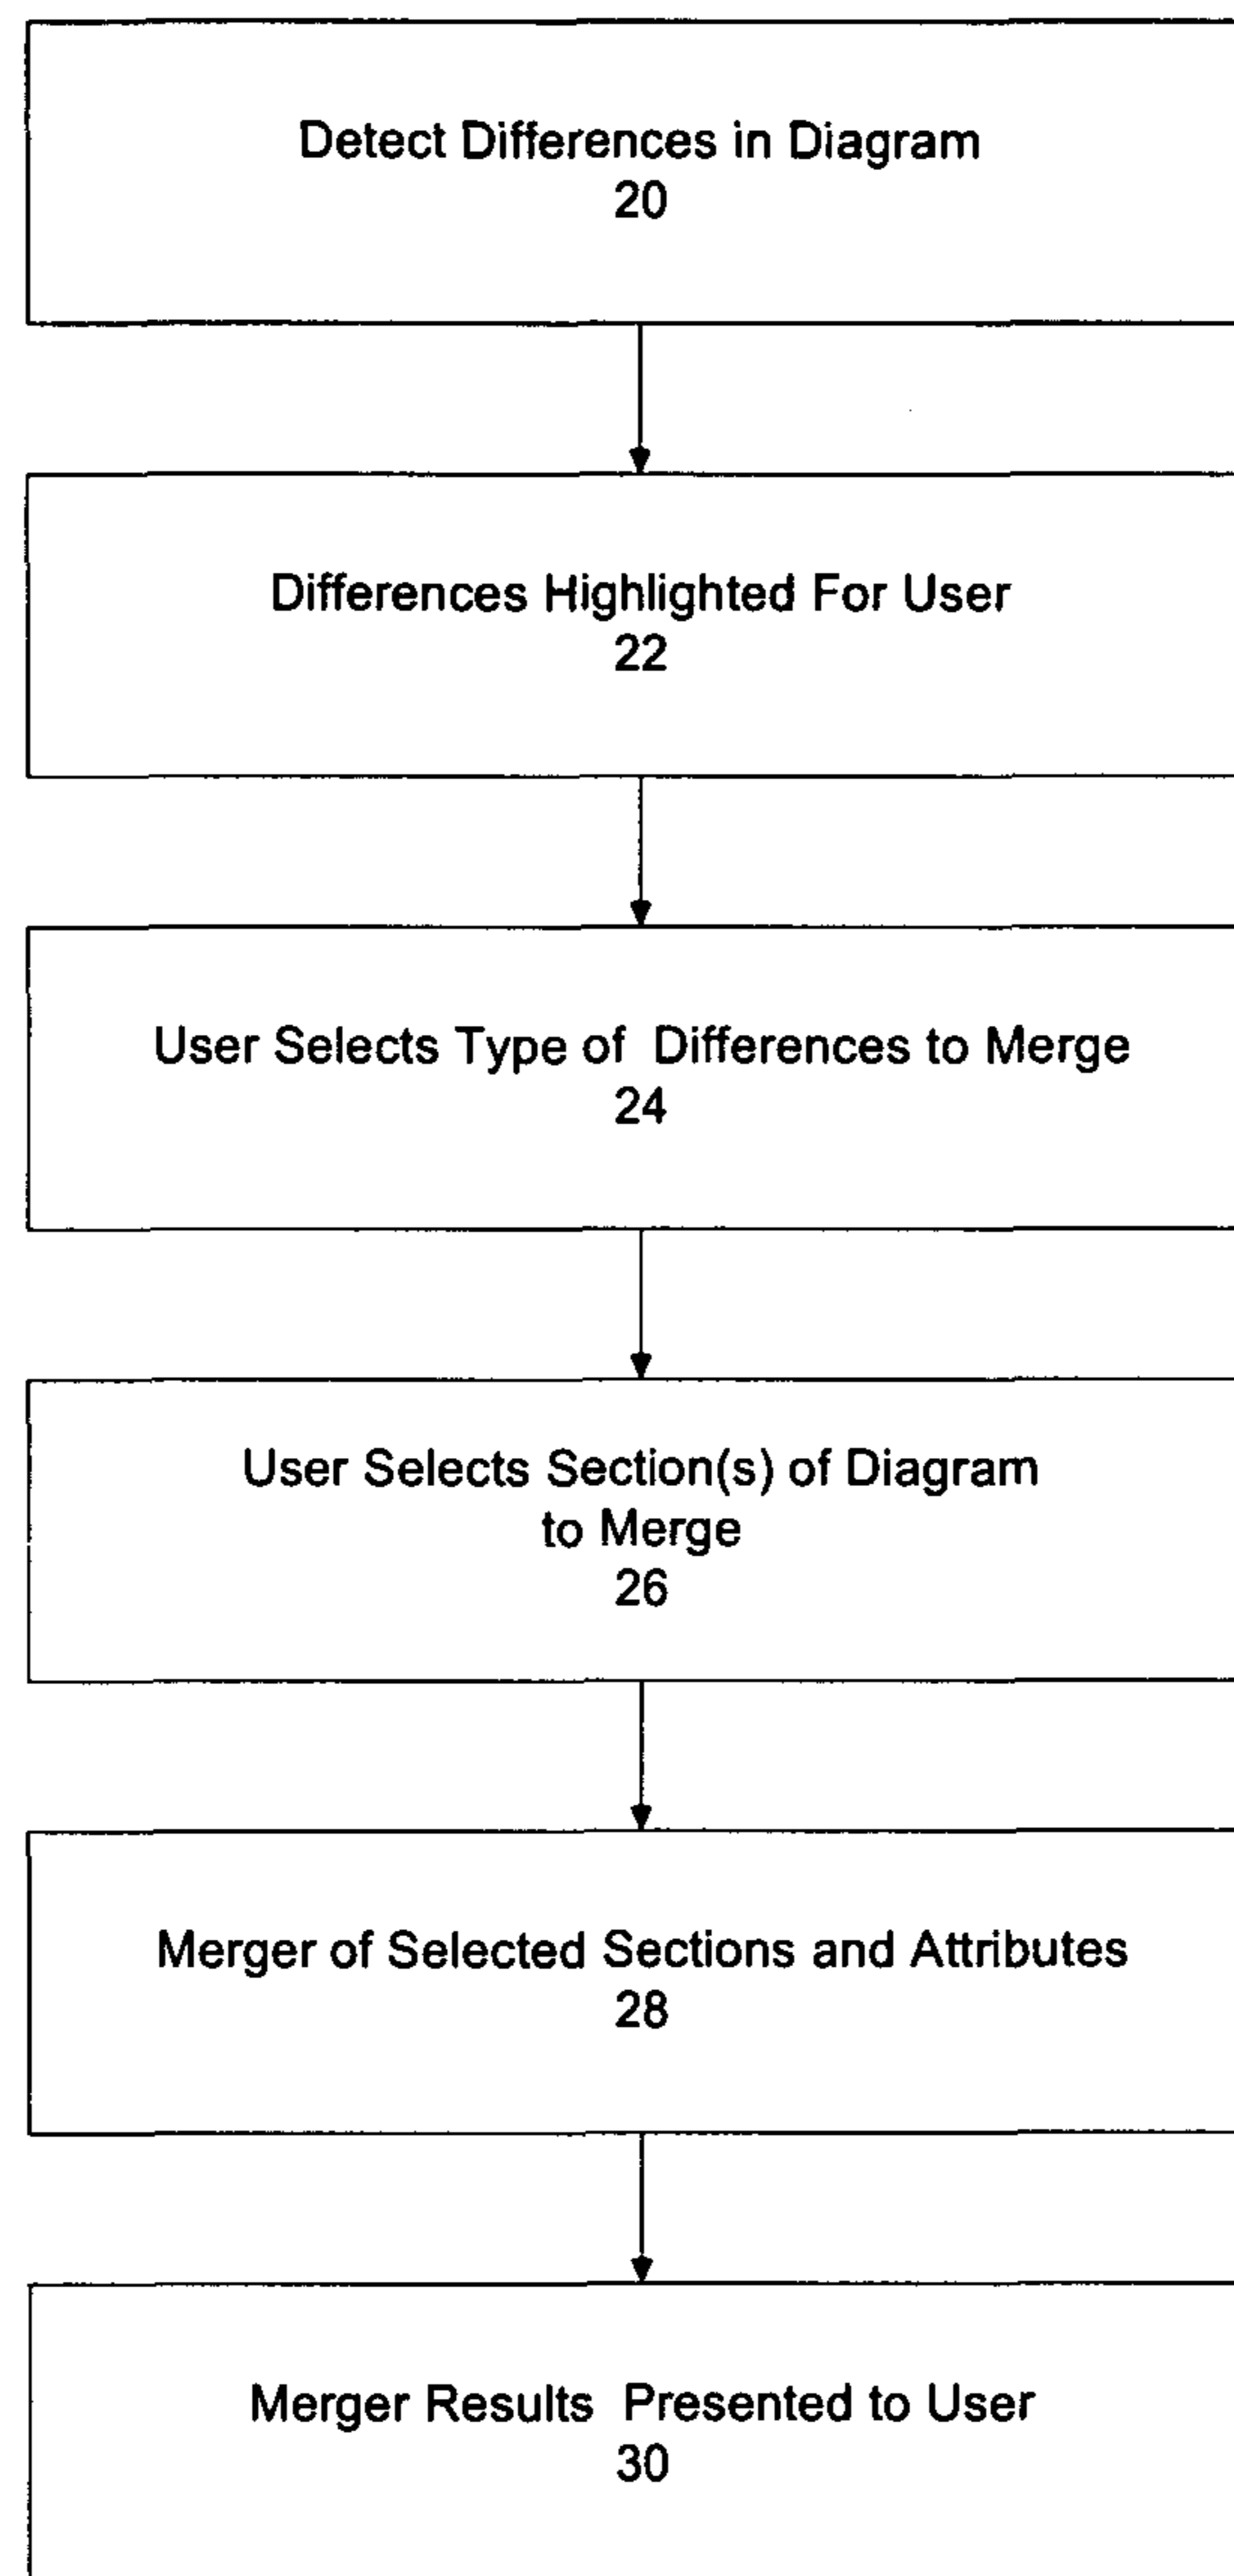 Detect Differences in Diagram
20
Differences Highlighted For User
22
User Selects Type of Differences to Merge
24
User Selects Section(s) of Diagram
to Merge
26
Merger of Selected Sections and Attributes
28
Merger Results Presented to User
30